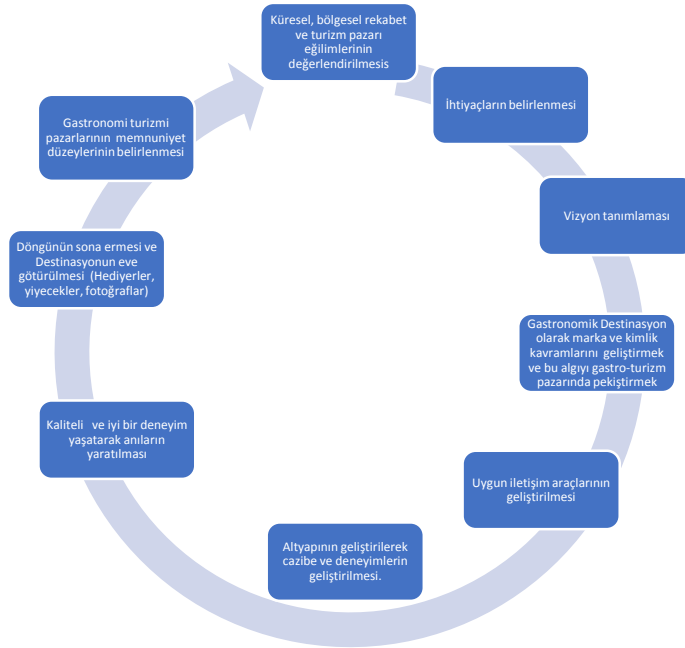 Küresel, bölgesel rekabet
ve turizm pazarı
eğilimlerinin
değerlendirilmesis
İhtiyaçların belirlenmesi
Vizyon tanımlaması
Gastronomik Destinasyon
olarak marka ve kimlik
kavramlarını geliştirmek
ve bu algıyı gastro-turizm
pazarında pekiştirmek
Uygun iletişim araçlarının
geliştirilmesi
Altyapının geliştirilerek
cazibe ve deneyimlerin
geliştirilmesi.
Kaliteli ve iyi bir deneyim
yaşatarak anıların
yaratılması
Döngünün sona ermesi ve
Destinasyonun eve
götürülmesi (Hediyerler,
yiyecekler, fotoğraflar)
Gastronomi turizmi
pazarlarının memnuniyet
düzeylerinin belirlenmesi